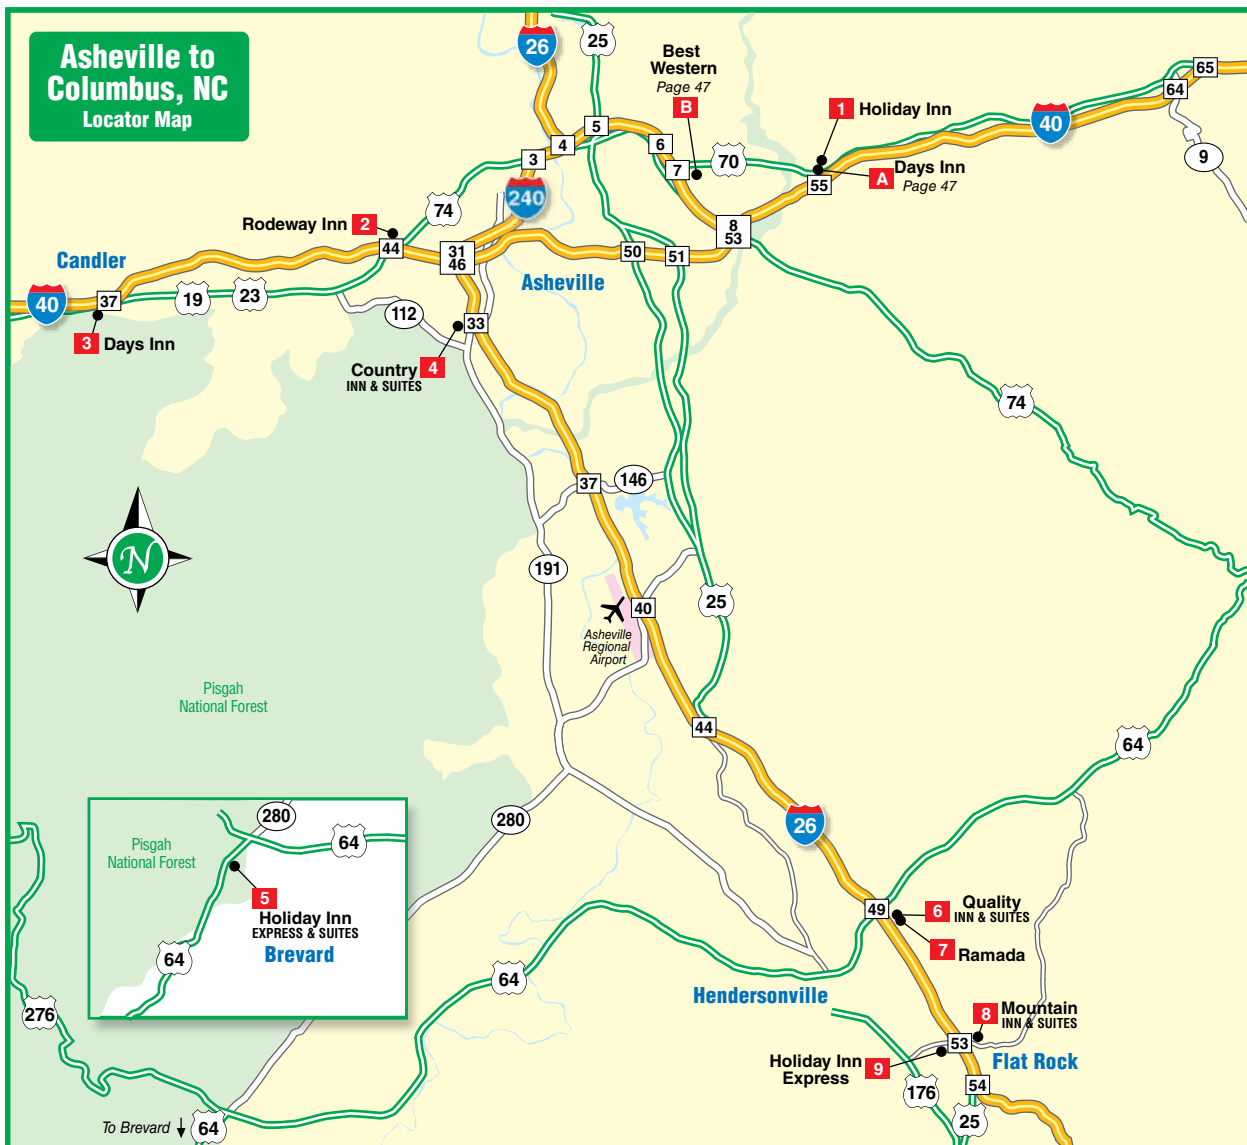 Asheville to
Columbus, NC
Locator Map
26
25
Best
Western
Page 47
B
65
64
1 Holiday Inn
40
5
4
6
3
7
70
9
A Days Inn
Page 47
55
240
74
Rodeway Inn 2
44
8
53
31
46
50
51
Candler
Asheville
40
37
19
23
112
33
3 Days Inn
Country 4
INN & SUITES
74
37
146
N
191
40
25
Asheville
Regional
Airport
Pisgah
National Forest
44
64
26
280
280
64
Pisgah
National Forest
5
Holiday Inn
EXPRESS & SUITES
Brevard
64
49
6 Quality
INN & SUITES
7 Ramada
64
Hendersonville
276
8 Mountain
INN & SUITES
53
Holiday Inn
Express 9
Flat Rock
54
176
25
To Brevard
64